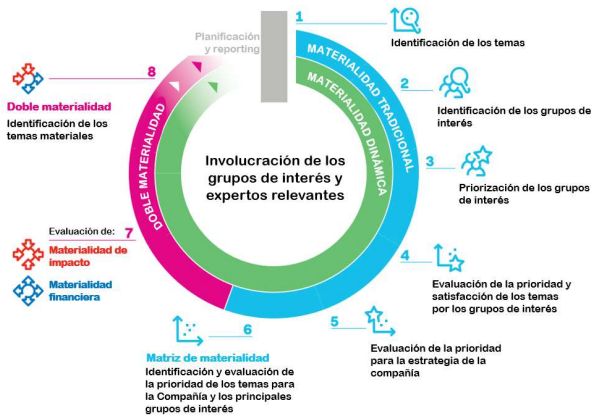 Planificación
y reporting
1
Identificación de los temas
2
Identificación de los grupos de
interés
3
Priorización de los grupos
de interés
4
Evaluación de la prioridad y
satisfacción de los temas
por los grupos de interés
5
Evaluación de la prioridad
para la estrategia de la
compañía
6
Matriz de materialidad
Identificación y evaluación de
la prioridad de los temas para
la Compañía y los principales
grupos de interés
Evaluación de: 7
Materialidad de
impacto
Materialidad
financiera
8
Doble materialidad
Identificación de los
temas materiales
MATERIALIDAD TRADICIONAL
MATERIALIDAD DINÁMICA
DOBLE MATERIALIDAD
Involucración de los
grupos de interés y
expertos relevantes